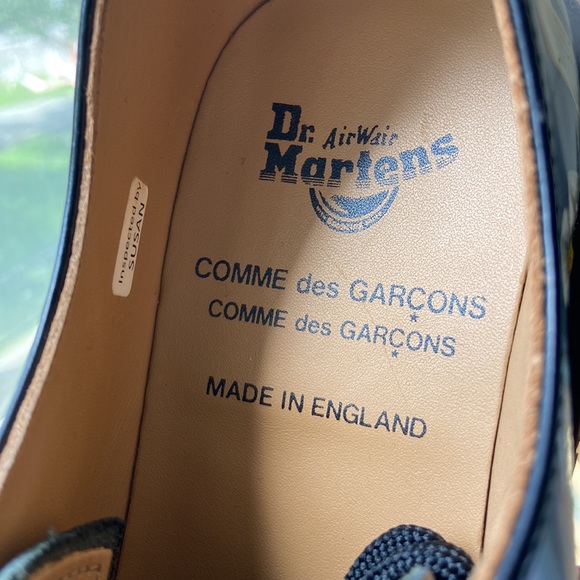 Dr. AirWair
Martens
COMME des GARÇONS
COMME des GARÇONS
MADE IN ENGLAND
Inspected by
SUSAN